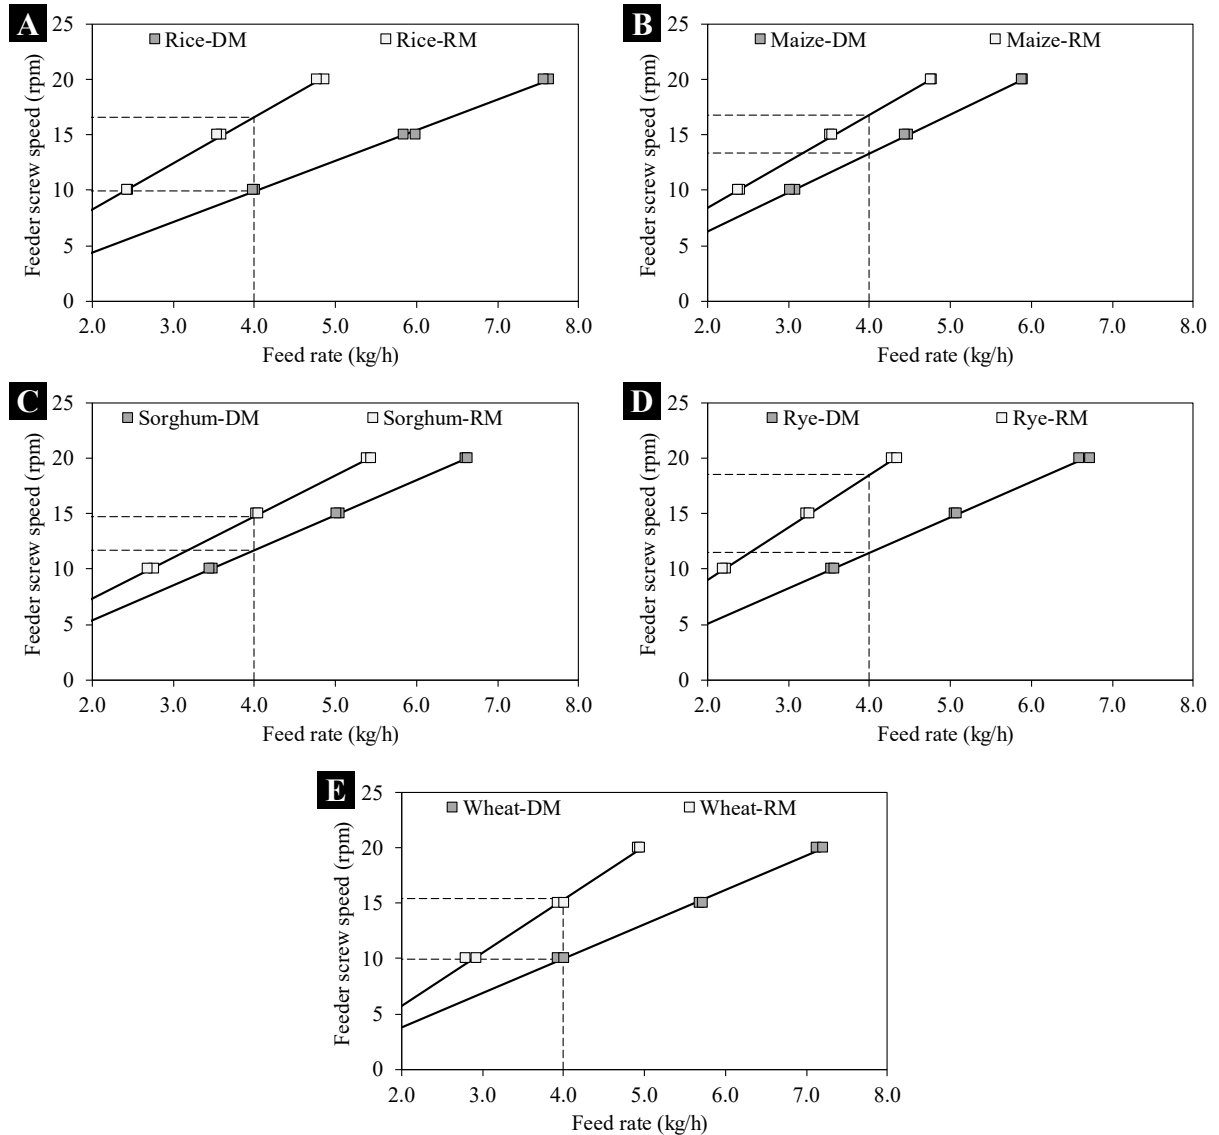 A
Rice-DM
Rice-RM
Feeder screw speed (rpm)
25
20
15
10
5
0
2.0 3.0 4.0 5.0 6.0 7.0 8.0
Feed rate (kg/h)
B
Maize-DM
Maize-RM
Feeder screw speed (rpm)
25
20
15
10
5
0
2.0 3.0 4.0 5.0 6.0 7.0 8.0
Feed rate (kg/h)
C
Sorghum-DM
Sorghum-RM
Feeder screw speed (rpm)
25
20
15
10
5
0
2.0 3.0 4.0 5.0 6.0 7.0 8.0
Feed rate (kg/h)
D
Rye-DM
Rye-RM
Feeder screw speed (rpm)
25
20
15
10
5
0
2.0 3.0 4.0 5.0 6.0 7.0 8.0
Feed rate (kg/h)
E
Wheat-DM
Wheat-RM
Feeder screw speed (rpm)
25
20
15
10
5
0
2.0 3.0 4.0 5.0 6.0 7.0 8.0
Feed rate (kg/h)